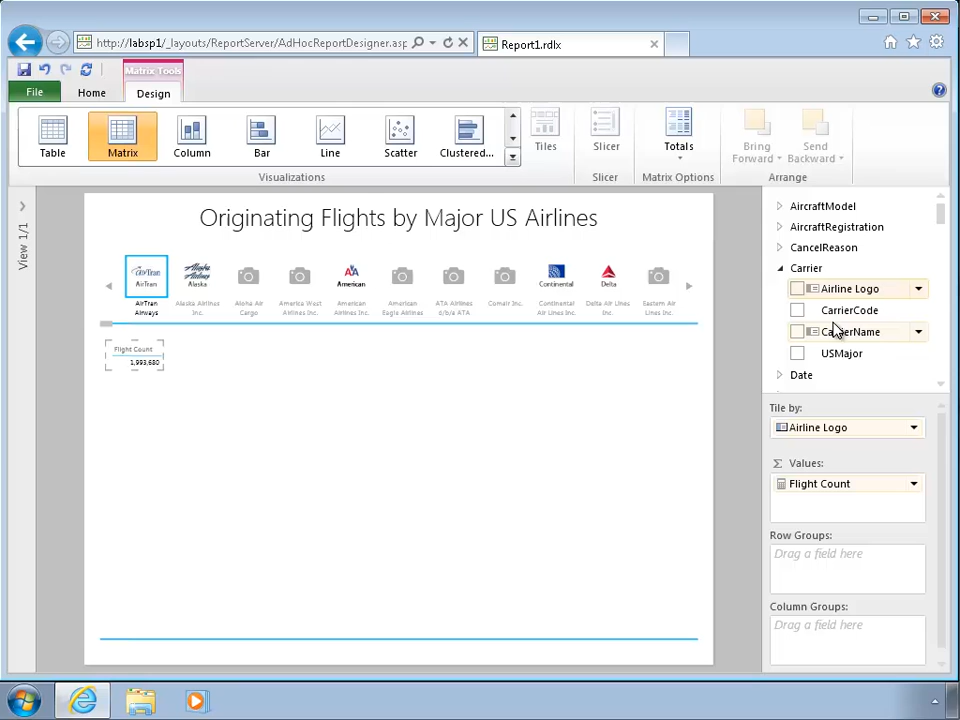 http://labsp1/_layouts/ReportServer/AdHocReportDesigner.asp
Report1.rdlx
Matrix Tools
File
Home
Design
Table
Matrix
Column
Bar
Line
Scatter
Clustered...
Tiles
Slicer
Totals
Bring Forward
Send Backward
Visualizations
Slicer
Matrix Options
Arrange
View 1/1
Originating Flights by Major US Airlines
AirTran
Alaska
American
Continental
Delta
AirTran Airways
Alaska Airlines Inc.
Aloha Air Cargo
America West Airlines Inc.
American Airlines Inc.
American Eagle Airlines
ATA Airlines d/b/a ATA
Comair Inc.
Continental Air Lines Inc.
Delta Air Lines Inc.
Eastern Air Lines Inc.
Flight Count
1,993,680
AircraftModel
AircraftRegistration
CancelReason
Carrier
Airline Logo
CarrierCode
CarrierName
USMajor
Date
Tile by:
Airline Logo
Σ Values:
Flight Count
Row Groups:
Drag a field here
Column Groups:
Drag a field here